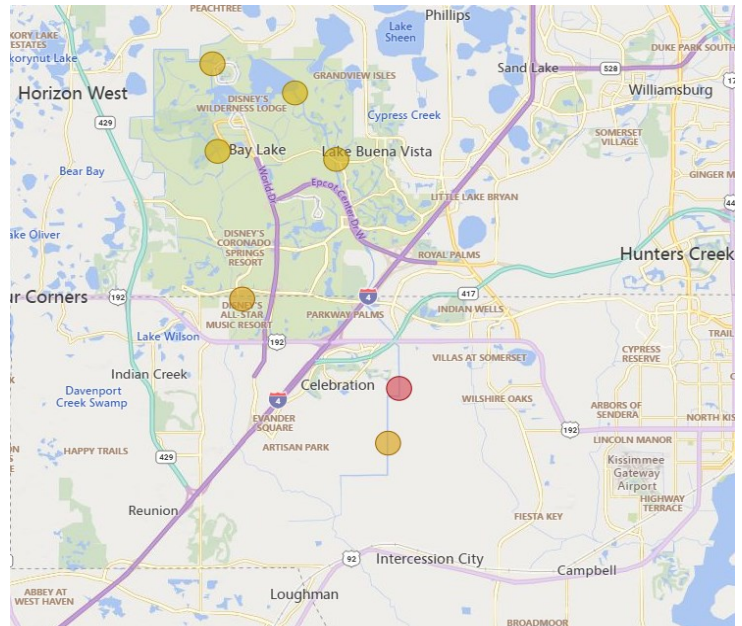 PEACHTREE
Phillips
KORY LAKE
ESTATES
korynut Lake
Lake
Sheen
DUKE PARK SOUTH
GRANDVIEW ISLES
Sand Lake
528
17
Horizon West
DISNEY'S
WILDERNESS LODGE
Williamsburg
429
Cypress Creek
SOMERSET
VILLAGE
Bay Lake
Lake Buena Vista
Bear Bay
GINGER M
World Dr
Epcot Center Dr W
LITTLE LAKE BRYAN
44
ake Oliver
DISNEY'S
CORONADO
SPRINGS
RESORT
ROYAL PALMS
Hunters Creek
ur Corners
192
4
417
DISNEY'S
ALL-STAR
MUSIC RESORT
PARKWAY PALMS
INDIAN WELLS
Lake Wilson
192
TRAIL
VILLAS AT SOMERSET
CYPRESS
RESERVE
Indian Creek
Celebration
Davenport
Creek Swamp
4
WILSHIRE OAKS
ARBORS OF
SENDERA
EVANDER
SQUARE
NORTH KIS
192
HAPPY TRAILS
ARTISAN PARK
LINCOLN MANOR
429
Kissimmee
Gateway
Airport
HIGHWAY
TERRACE
Reunion
FIESTA KEY
92
Intercession City
Campbell
ABBEY AT
WEST HAVEN
Loughman
BROADMOOR